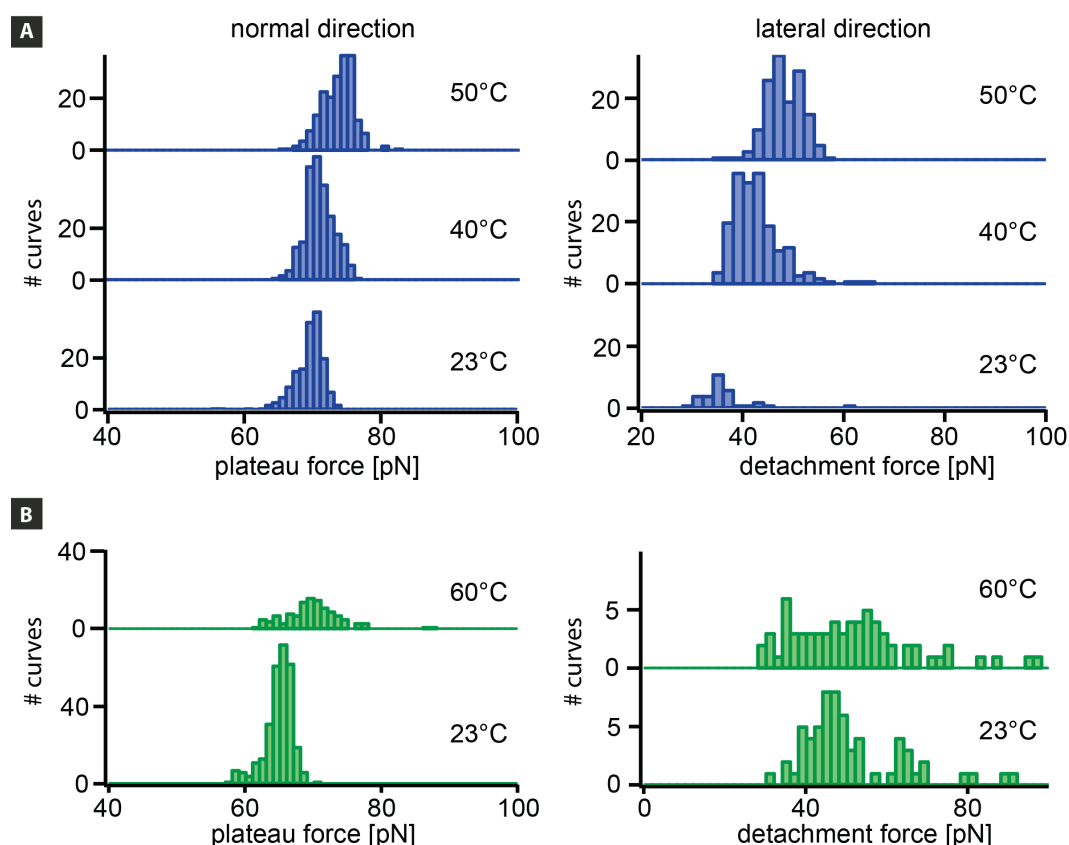 A
normal direction
lateral direction
50°C
20
0
40°C
20
0
# curves
23°C
20
0
40 60 80 100
plateau force [pN]
50°C
20
0
40°C
20
0
# curves
23°C
20
0
20 40 60 80 100
detachment force [pN]
B
40
60°C
0
# curves
40
23°C
0
40 60 80 100
plateau force [pN]
60°C
5
0
# curves
5
23°C
0
0 40 80
detachment force [pN]